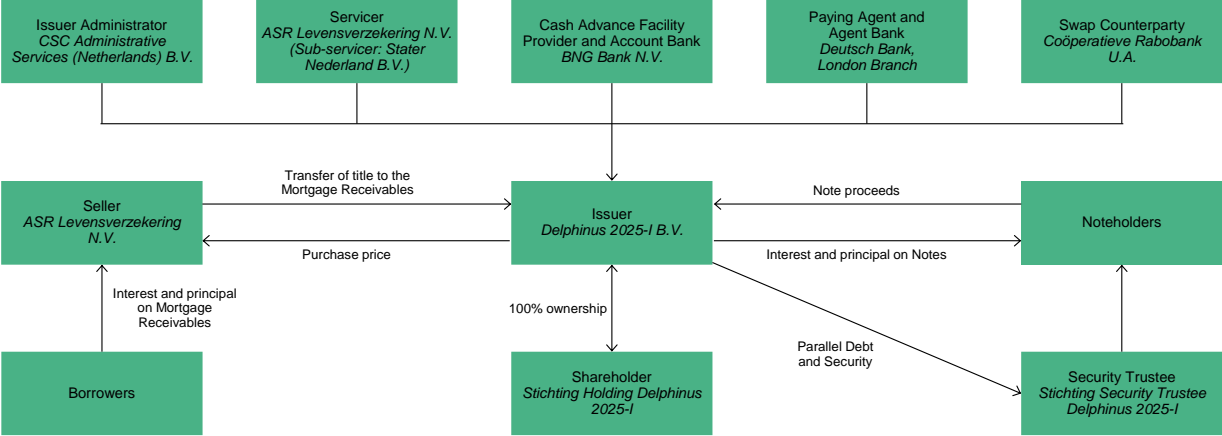 Issuer Administrator
CSC Administrative
Services (Netherlands) B.V.
Servicer
ASR Levensverzekering N.V.
(Sub-servicer: Stater
Nederland B.V.)
Cash Advance Facility
Provider and Account Bank
BNG Bank N.V.
Paying Agent and
Agent Bank
Deutsch Bank,
London Branch
Swap Counterparty
Coöperatieve Rabobank
U.A.
Transfer of title to the
Mortgage Receivables
Note proceeds
Seller
ASR Levensverzekering
N.V.
Issuer
Delphinus 2025-I B.V.
Noteholders
Purchase price
Interest and principal on Notes
Interest and principal
on Mortgage
Receivables
100% ownership
Parallel Debt
and Security
Borrowers
Shareholder
Stichting Holding Delphinus
2025-I
Security Trustee
Stichting Security Trustee
Delphinus 2025-I